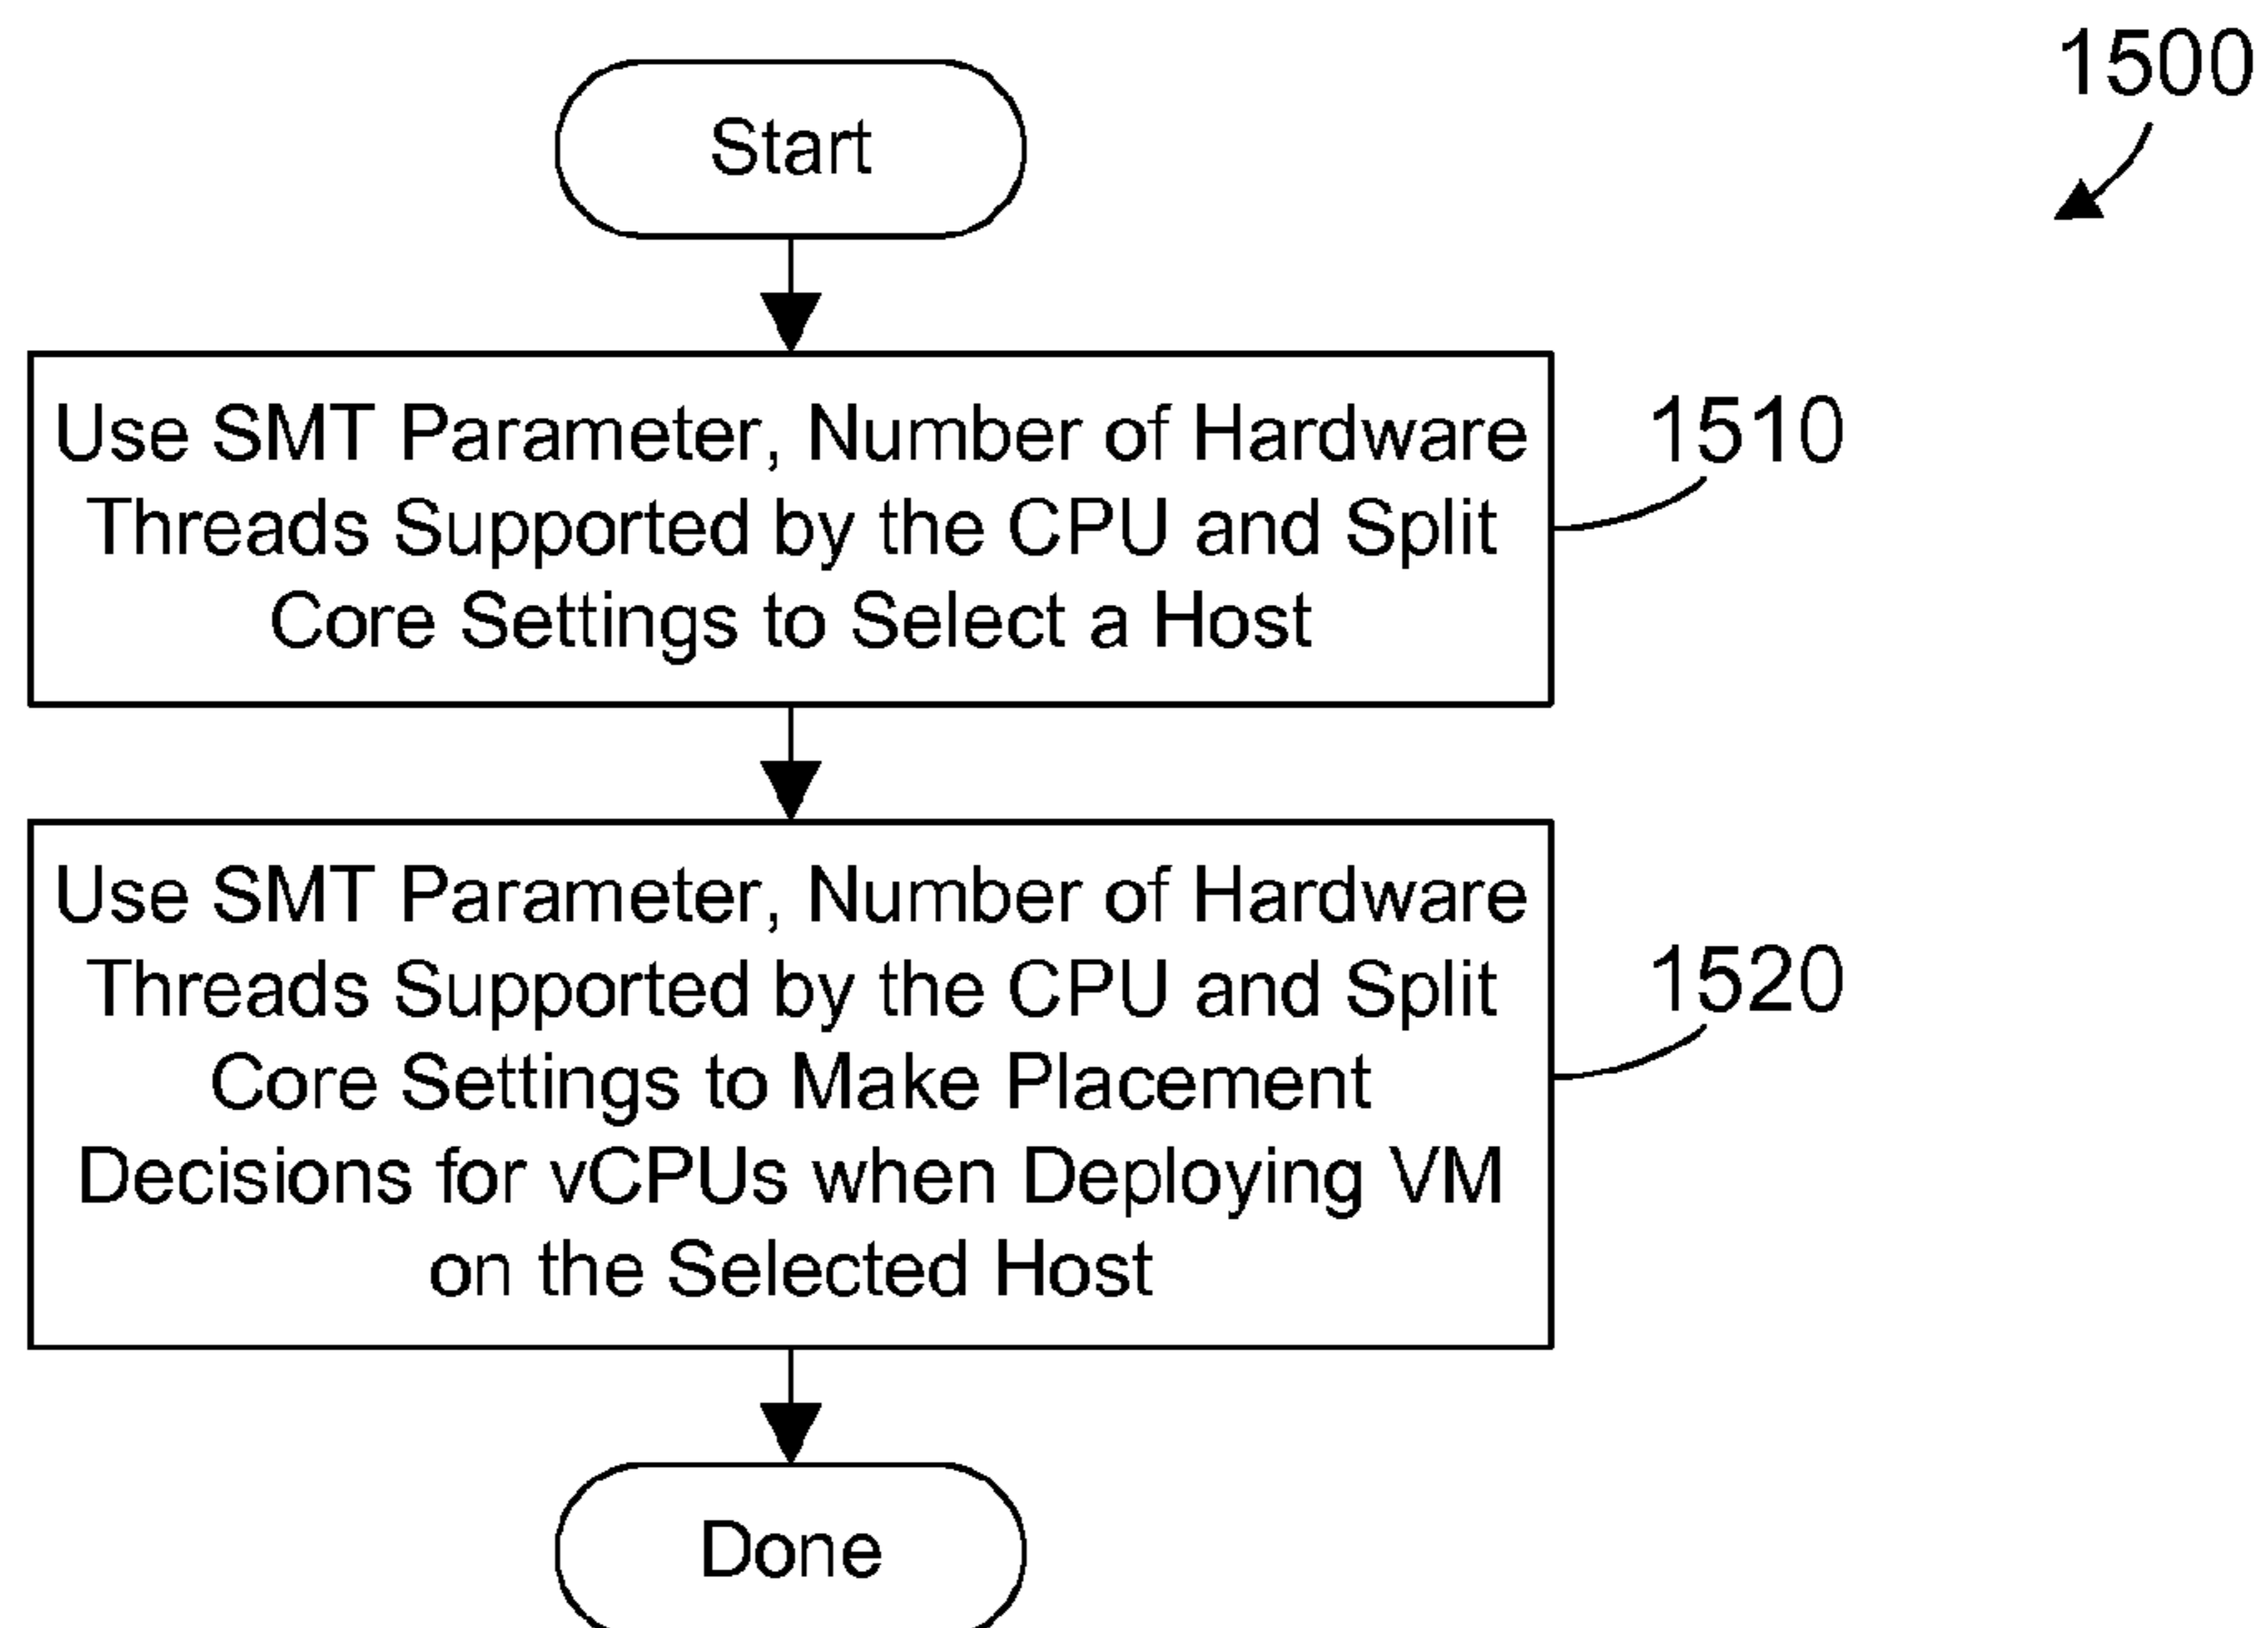 1500
Start
Use SMT Parameter, Number of Hardware
Threads Supported by the CPU and Split
Core Settings to Select a Host
1510
Use SMT Parameter, Number of Hardware
Threads Supported by the CPU and Split
Core Settings to Make Placement
Decisions for vCPUs when Deploying VM
on the Selected Host
1520
Done